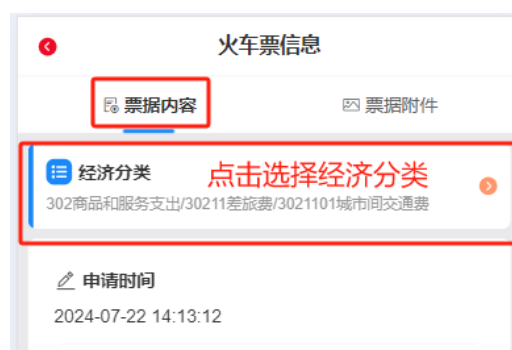 火车票信息
票据内容
票据附件
经济分类
点击选择经济分类
302商品和服务支出/30211差旅费/3021101城市间交通费
申请时间
2024-07-22 14:13:12